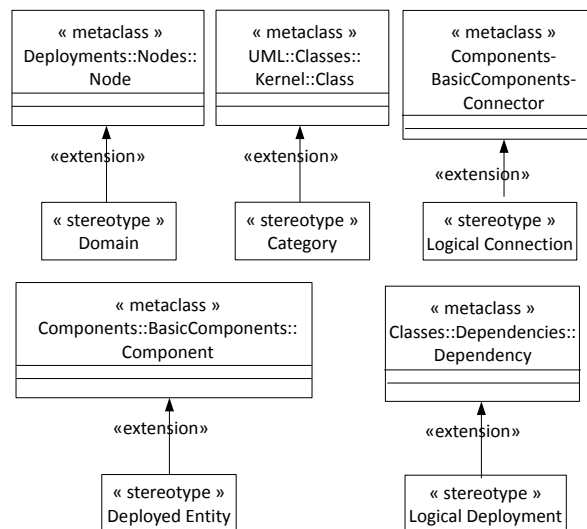 « metaclass »
Deployments::Nodes::
Node
«extension»
« stereotype »
Domain
« metaclass »
UML::Classes::
Kernel::Class
«extension»
« stereotype »
Category
« metaclass »
Components-
BasicComponents-
Connector
«extension»
« stereotype »
Logical Connection
« metaclass »
Components::BasicComponents::
Component
«extension»
« stereotype »
Deployed Entity
« metaclass »
Classes::Dependencies::
Dependency
«extension»
« stereotype »
Logical Deployment